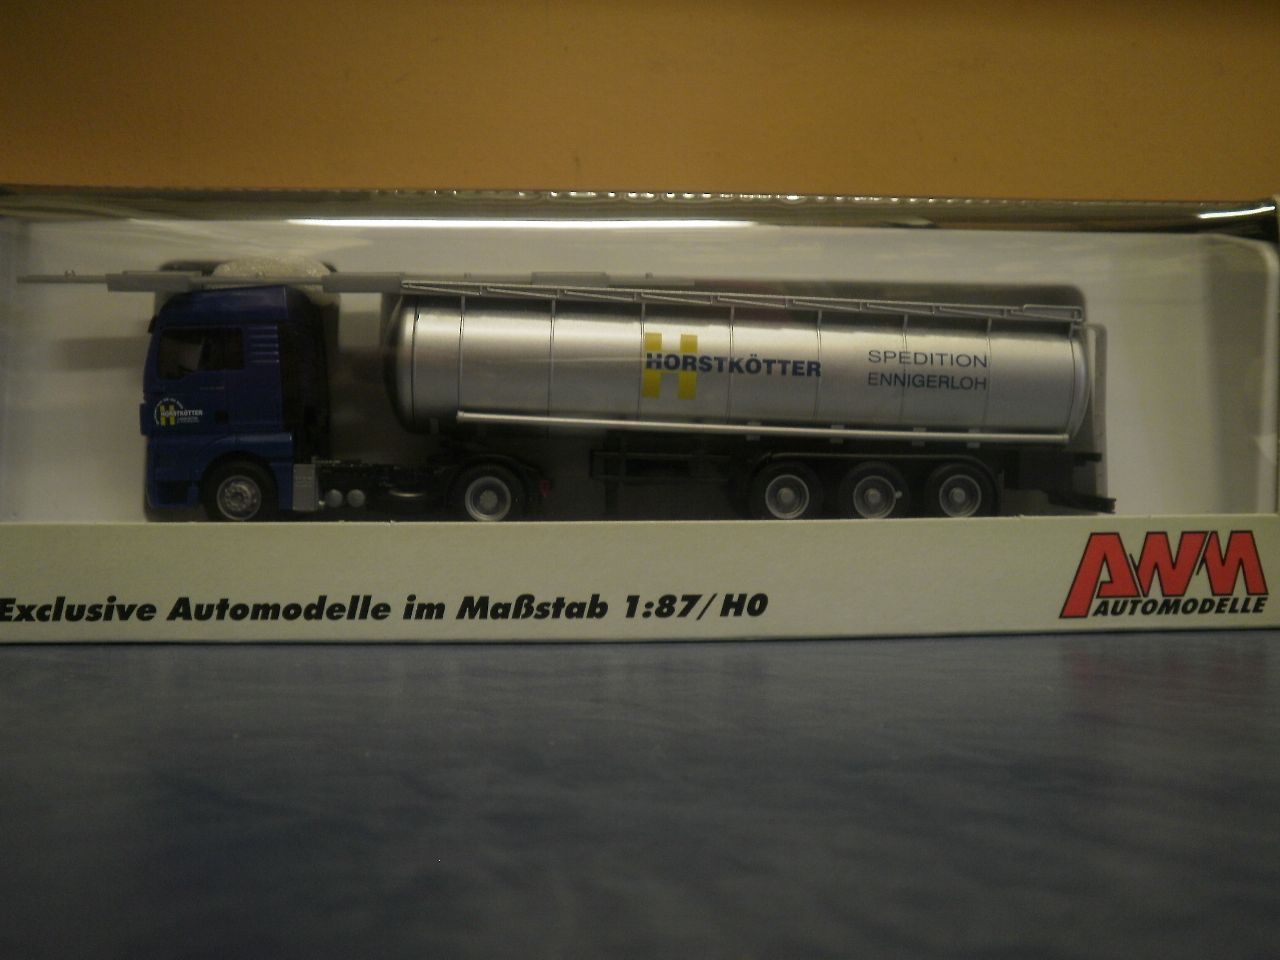 HORSTKÖTTER
SPEDITION
ENNIGERLOH
HORSTKÖTTER
Exclusive Automodelle im Maßstab 1:87/H0
AWM
AUTOMODELLE